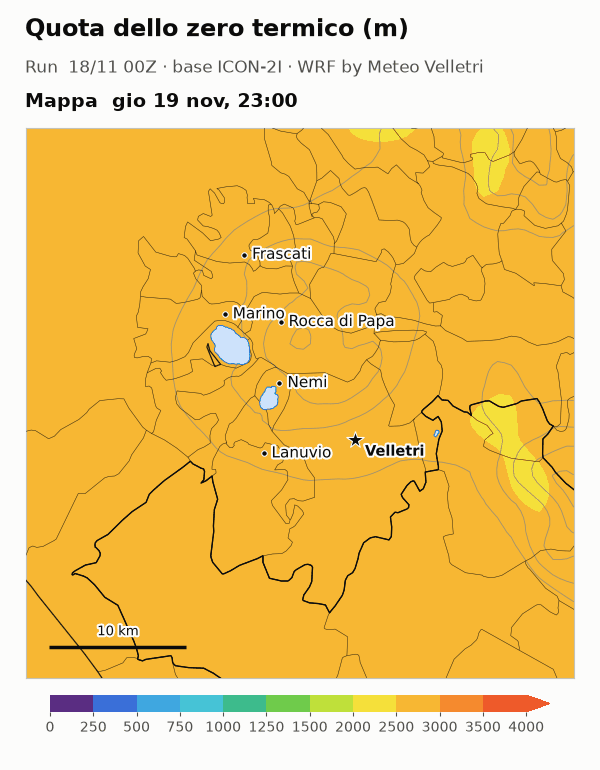 Quota dello zero termico (m)
Run  18/11 00Z · base ICON-2I · WRF by Meteo Velletri
Mappa  gio 19 nov, 23:00
Frascati
Marino
Rocca di Papa
Nemi
Velletri
Lanuvio
10 km
0 250 500 750 1000 1250 1500 2000 2500 3000 3500 4000